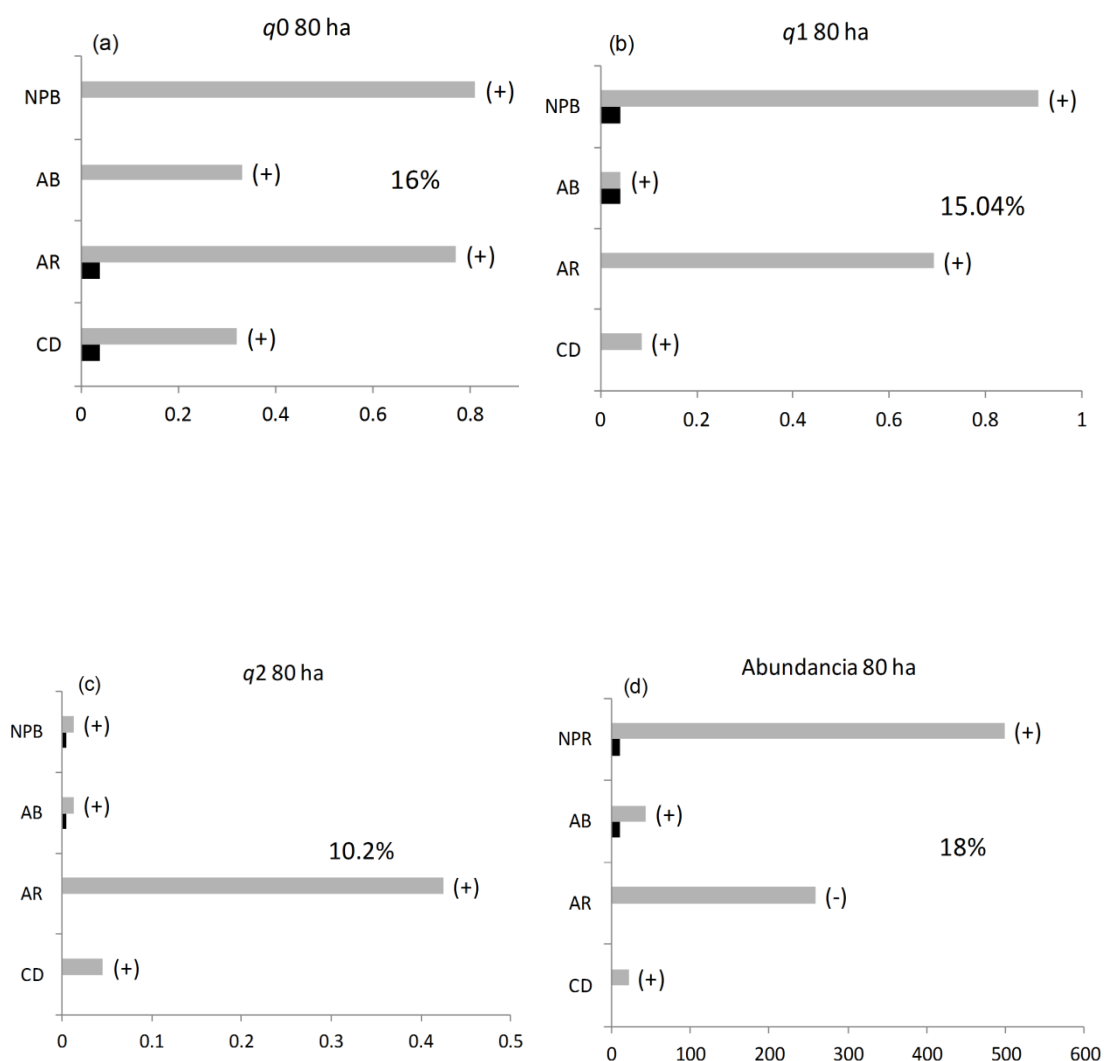 (a)
q0 80 ha
NPB
(+)
AB
(+)
16%
AR
(+)
CD
(+)
0 0.2 0.4 0.6 0.8
(b)
q1 80 ha
NPB
(+)
AB
(+)
15.04%
AR
(+)
CD
(+)
0 0.2 0.4 0.6 0.8 1
(c)
q2 80 ha
NPB
(+)
AB
(+)
10.2%
AR
(+)
CD
(+)
0 0.1 0.2 0.3 0.4 0.5
(d)
Abundancia 80 ha
NPR
(+)
AB
(+)
18%
AR
(-)
CD
(+)
0 100 200 300 400 500 600